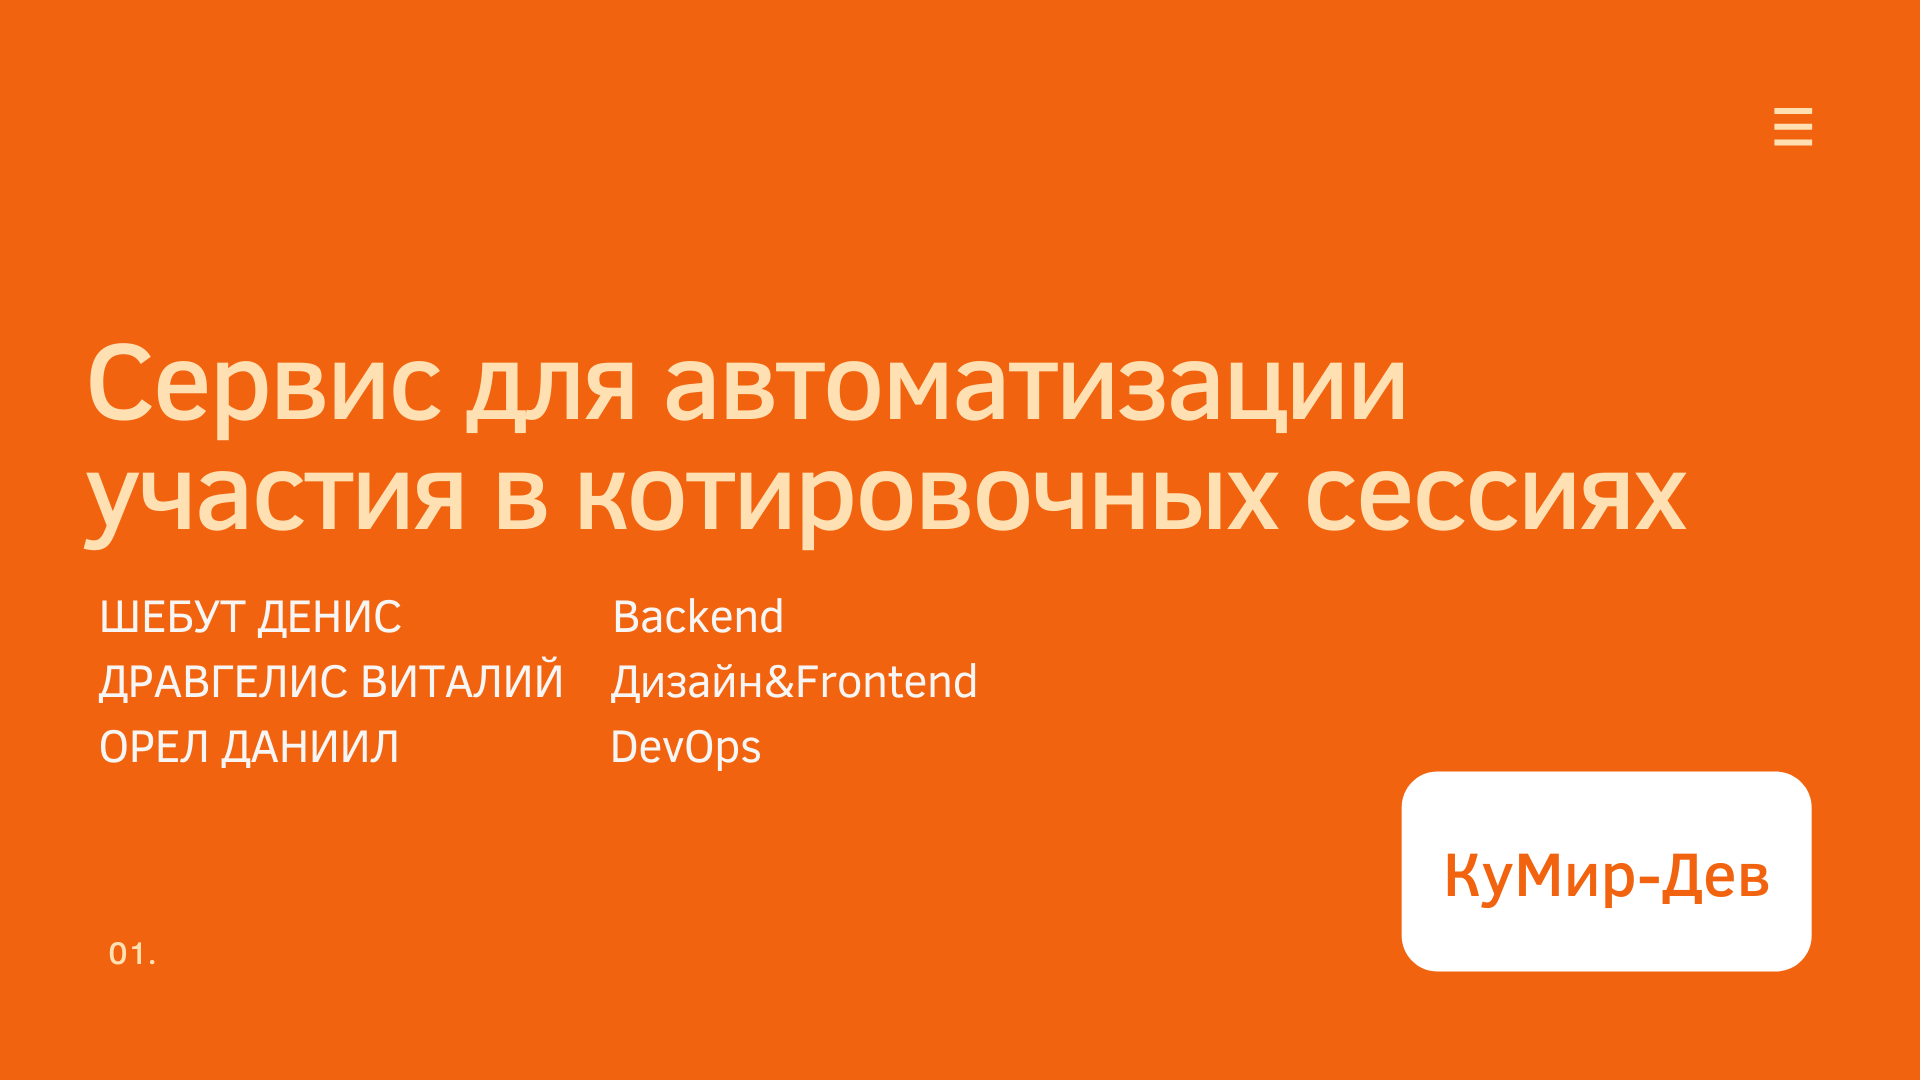 Сервис для автоматизации
участия в котировочных сессиях
ШЕБУТ ДЕНИС Backend
ДРАВГЕЛИС ВИТАЛИЙ Дизайн&Frontend
ОРЕЛ ДАНИИЛ DevOps
КуМир-Дев
01.